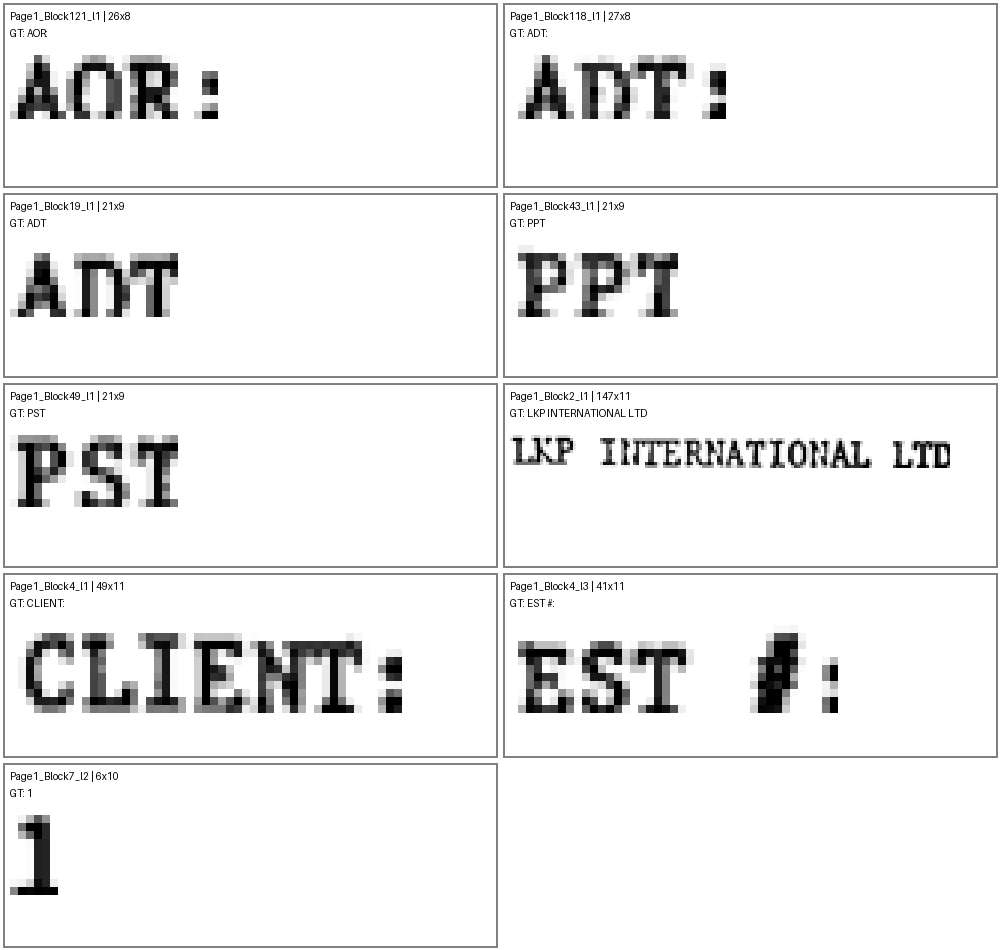 Page1_Block121_l1 | 26x8
GT: AOR:
AOR:
Page1_Block118_l1 | 27x8
GT: ADT:
ADT:
Page1_Block19_l1 | 21x9
GT: ADT
ADT
Page1_Block43_l1 | 21x9
GT: PPT
PPT
Page1_Block49_l1 | 21x9
GT: PST
PST
Page1_Block2_l1 | 147x11
GT: LKP INTERNATIONAL LTD
LKP INTERNATIONAL LTD
Page1_Block4_l1 | 49x11
GT: CLIENT:
CLIENT:
Page1_Block4_l3 | 41x11
GT: EST #:
EST #:
Page1_Block7_l2 | 6x10
GT: 1
1